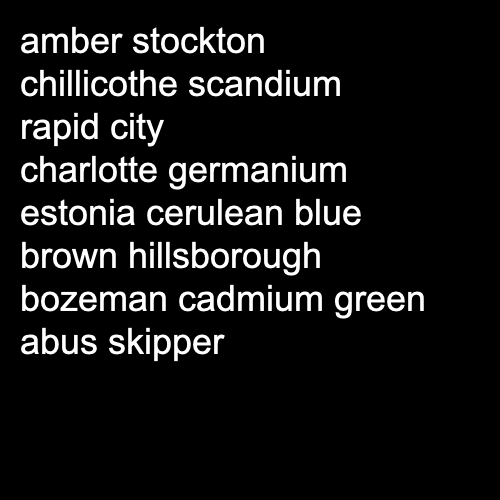 amber stockton
chillicothe scandium
rapid city
charlotte germanium
estonia cerulean blue
brown hillsborough
bozeman cadmium green
abus skipper